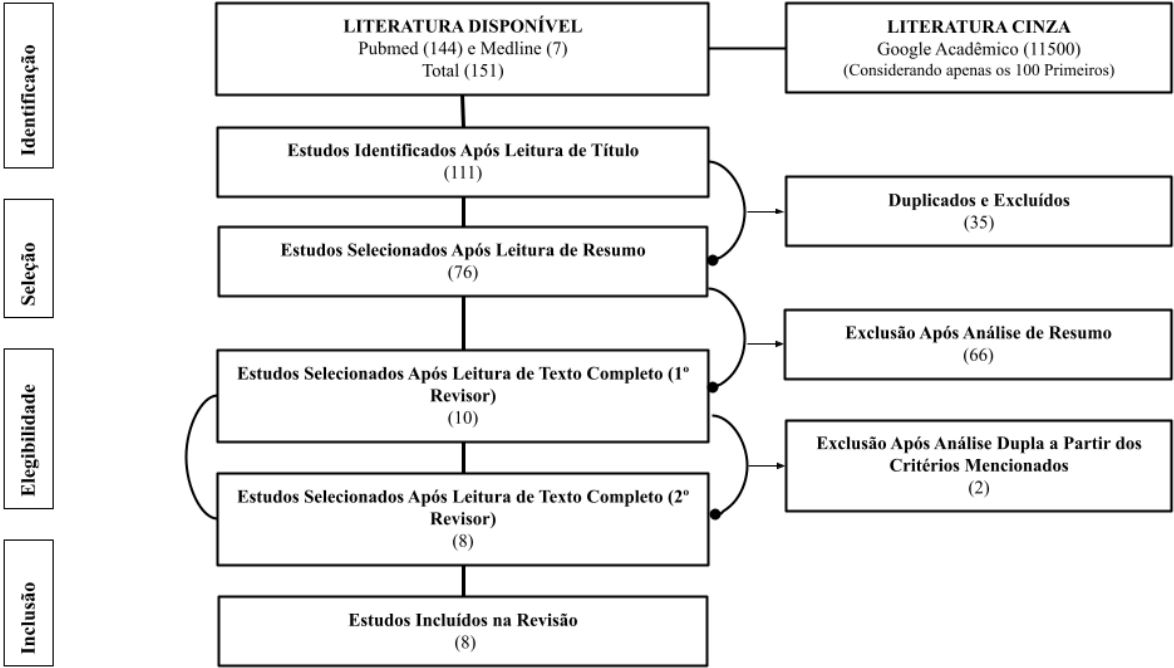 Identificação
LITERATURA DISPONÍVEL
Pubmed (144) e Medline (7)
Total (151)
LITERATURA CINZA
Google Acadêmico (11500)
(Considerando apenas os 100 Primeiros)
Estudos Identificados Após Leitura de Título
(111)
Duplicados e Excluídos
(35)
Seleção
Estudos Selecionados Após Leitura de Resumo
(76)
Exclusão Após Análise de Resumo
(66)
Elegibilidade
Estudos Selecionados Após Leitura de Texto Completo (1º
Revisor)
(10)
Exclusão Após Análise Dupla a Partir dos
Critérios Mencionados
(2)
Estudos Selecionados Após Leitura de Texto Completo (2º
Revisor)
(8)
Inclusão
Estudos Incluídos na Revisão
(8)